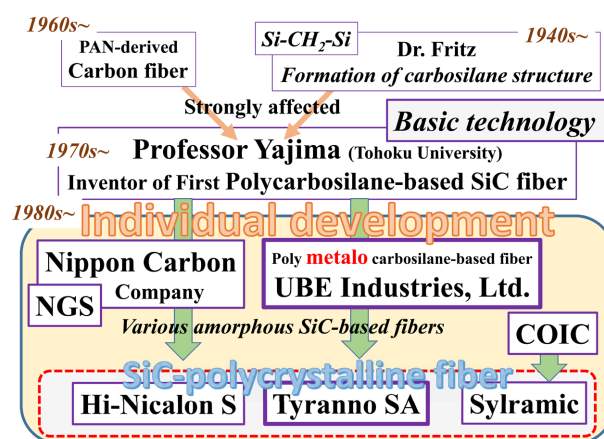 1960s~
PAN-derived
Carbon fiber
1940s~
Si-CH2-Si
Dr. Fritz
Formation of carbosilane structure
Strongly affected
Basic technology
1970s~
Professor Yajima (Tohoku University)
Inventor of First Polycarbosilane-based SiC fiber
1980s~
Individual development
Nippon Carbon
Company
NGS
Poly metalo carbosilane-based fiber
UBE Industries, Ltd.
Various amorphous SiC-based fibers
COIC
SiC-polycrystalline fiber
Hi-Nicalon S
Tyranno SA
Sylramic